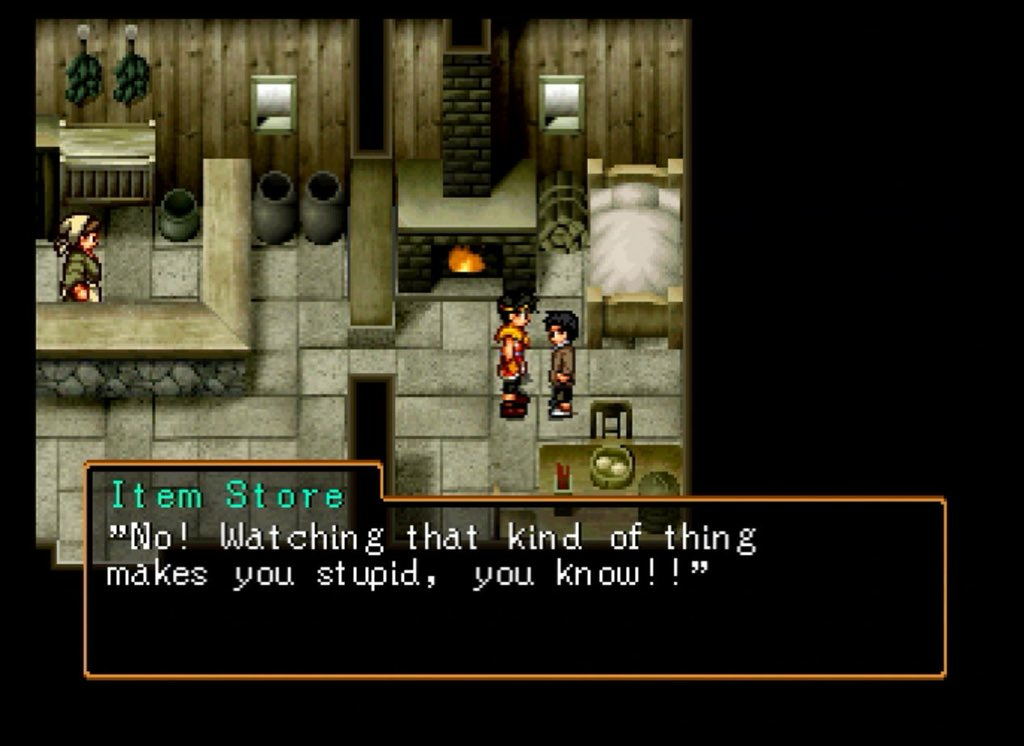 Item Store
”No! Watching that kind of thing
makes you stupid, you know!!”